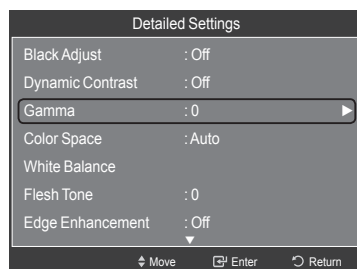 Detailed Settings
Black Adjust : Off
Dynamic Contrast : Off
Gamma : 0
Color Space : Auto
White Balance
Flesh Tone : 0
Edge Enhancement : Off
Move Enter Return